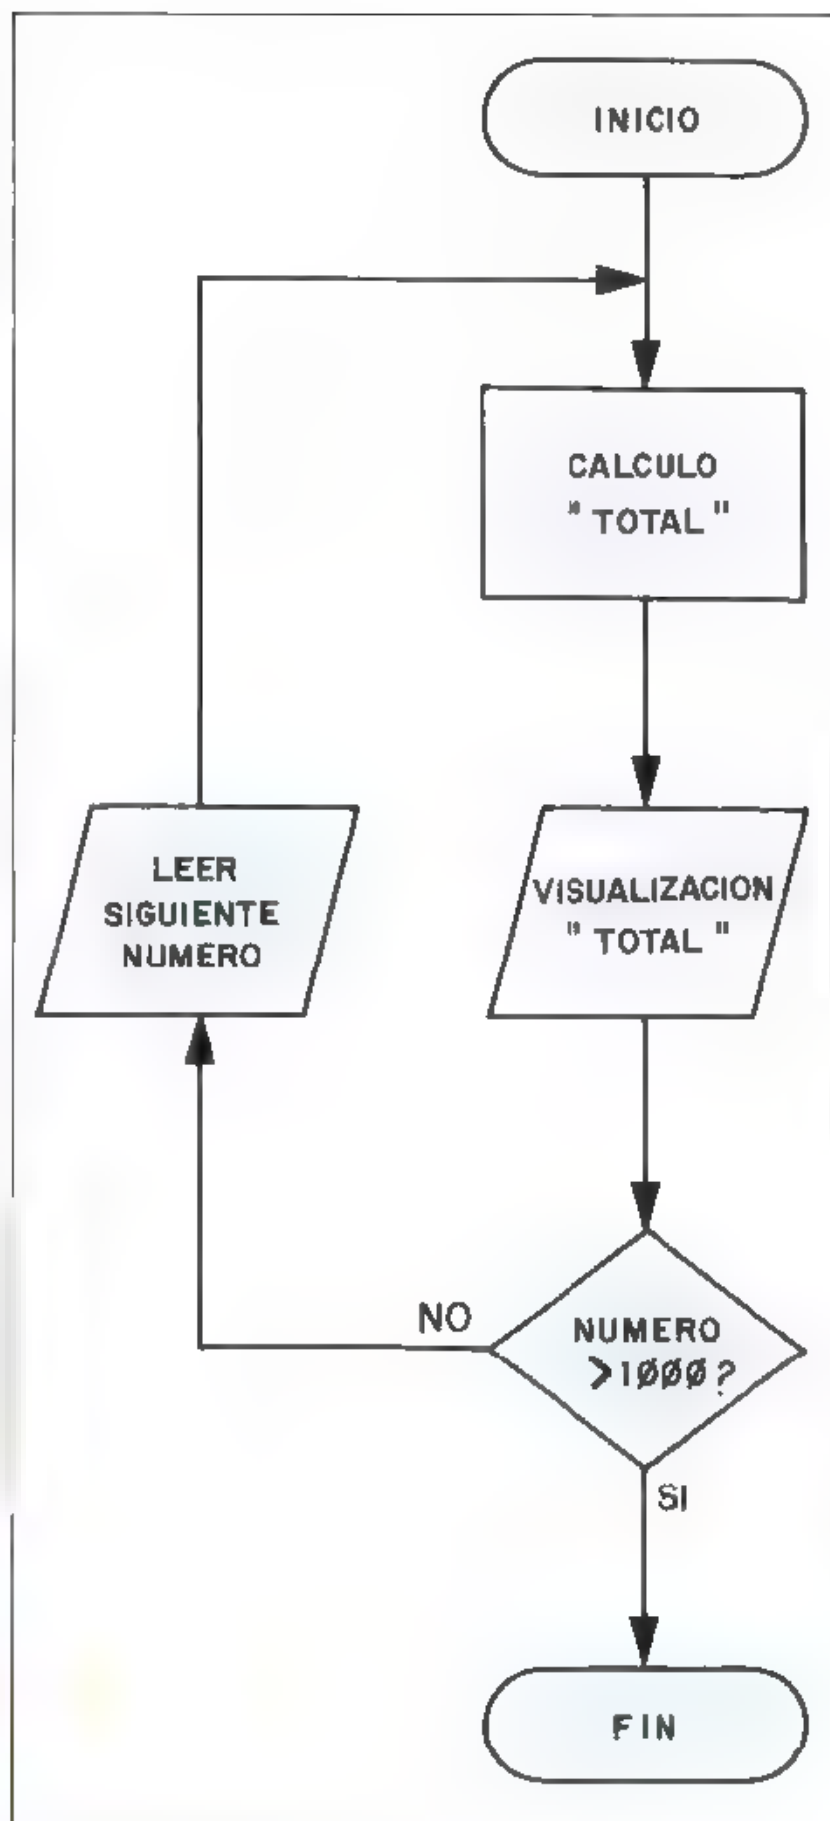 INICIO
CALCULO
" TOTAL "
VISUALIZACION
" TOTAL "
LEER
SIGUIENTE
NUMERO
NUMERO
>1ØØØ?
NO
SI
FIN